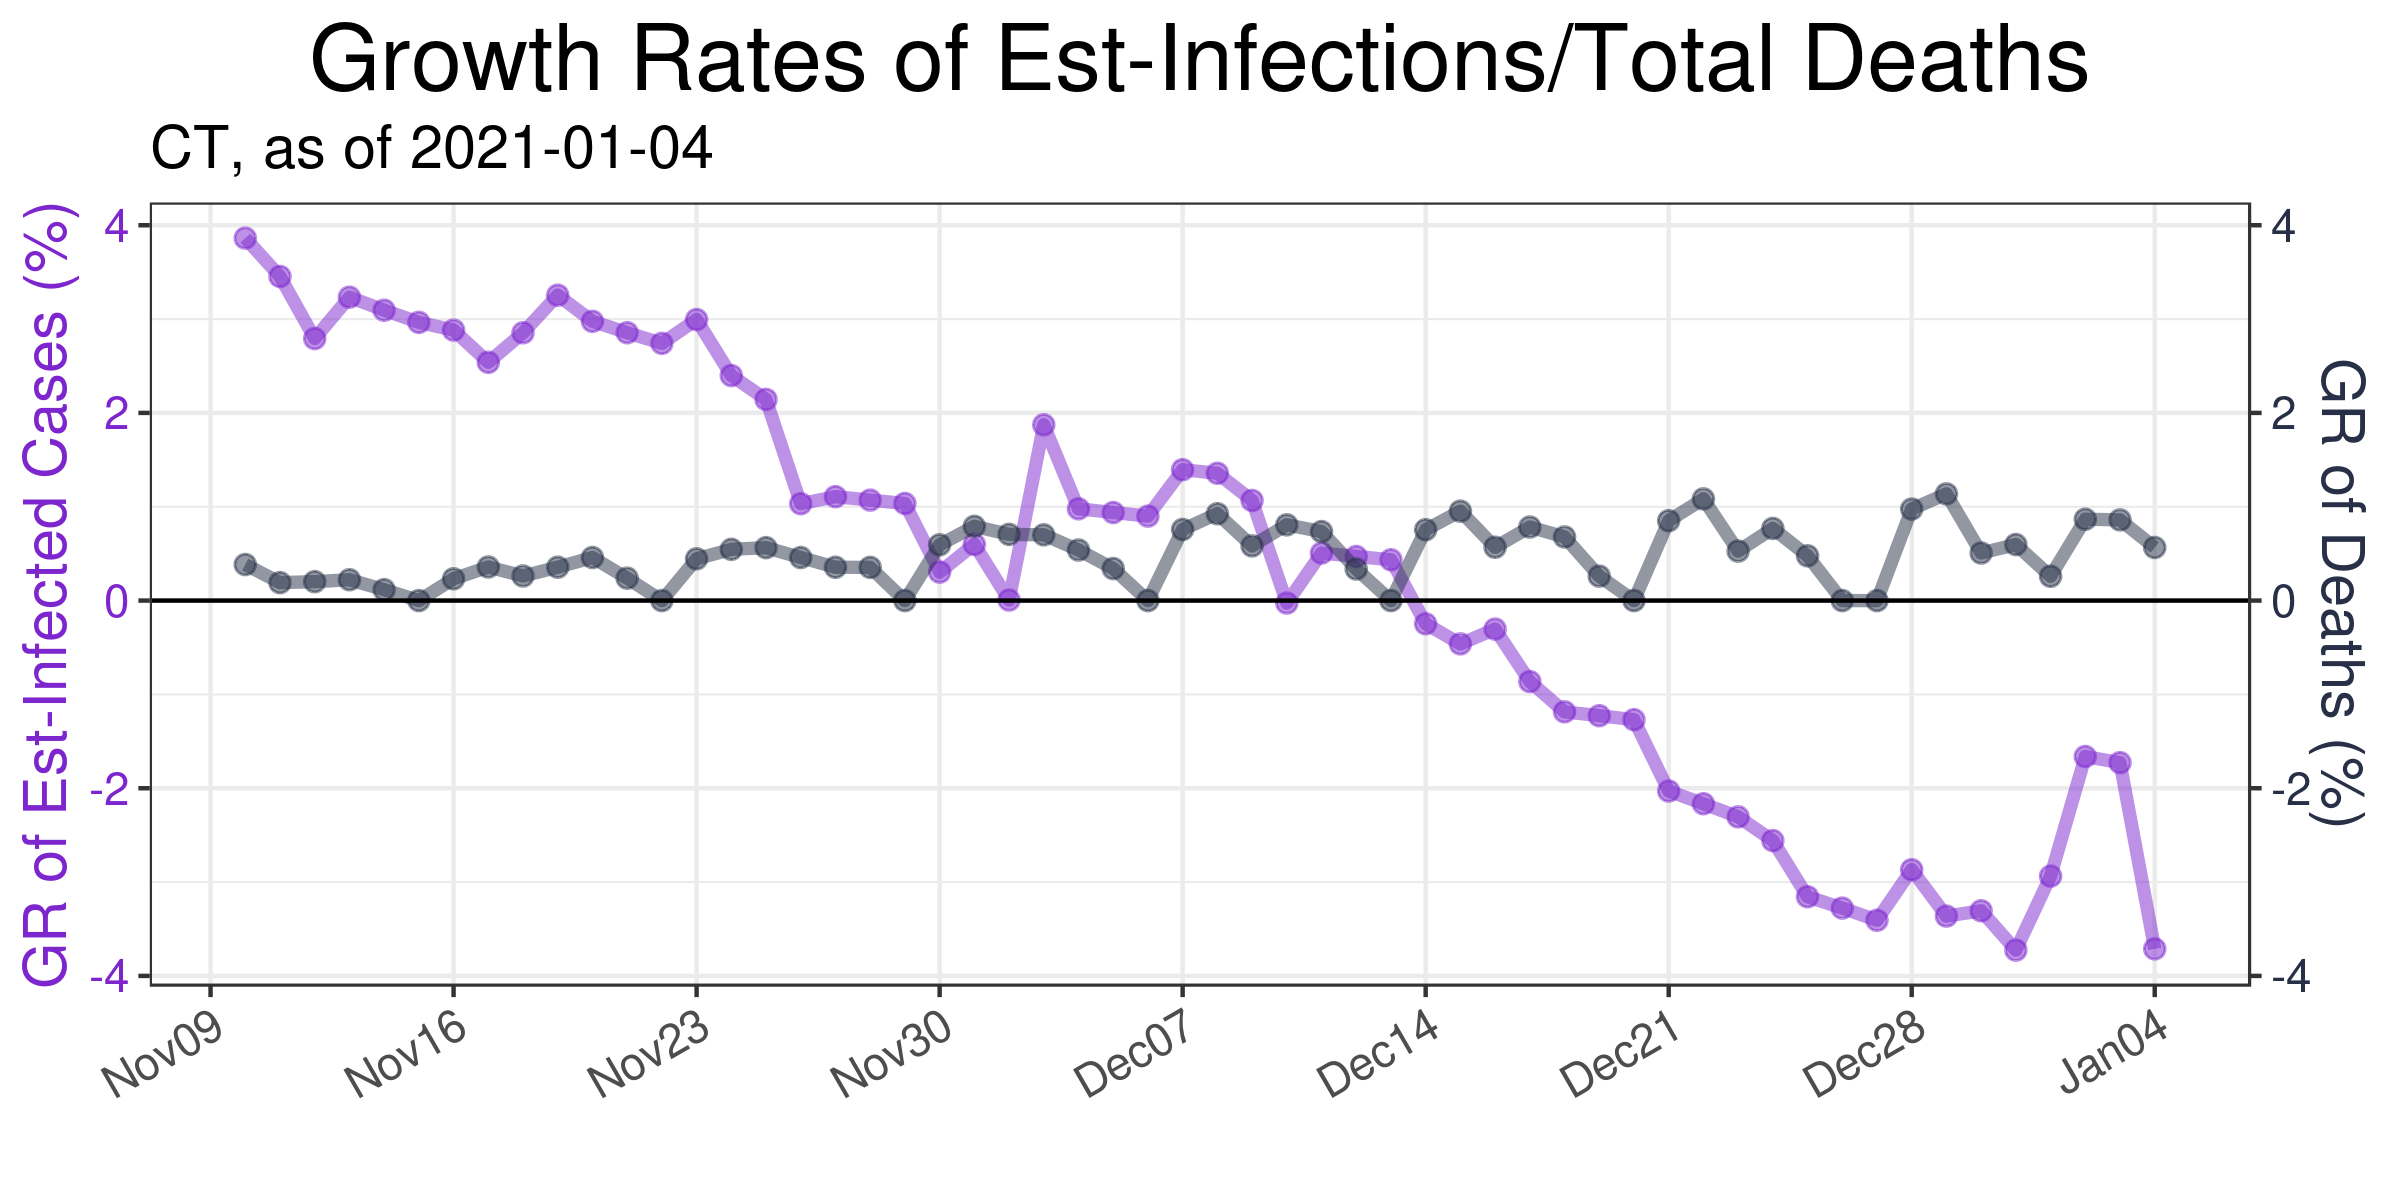 Growth Rates of Est-Infections/Total Deaths
CT, as of 2021-01-04
GR of Est-Infected Cases (%)
4
2
0
-2
-4
4
2
0
-2
-4
GR of Deaths (%)
Nov09
Nov16
Nov23
Nov30
Dec07
Dec14
Dec21
Dec28
Jan04